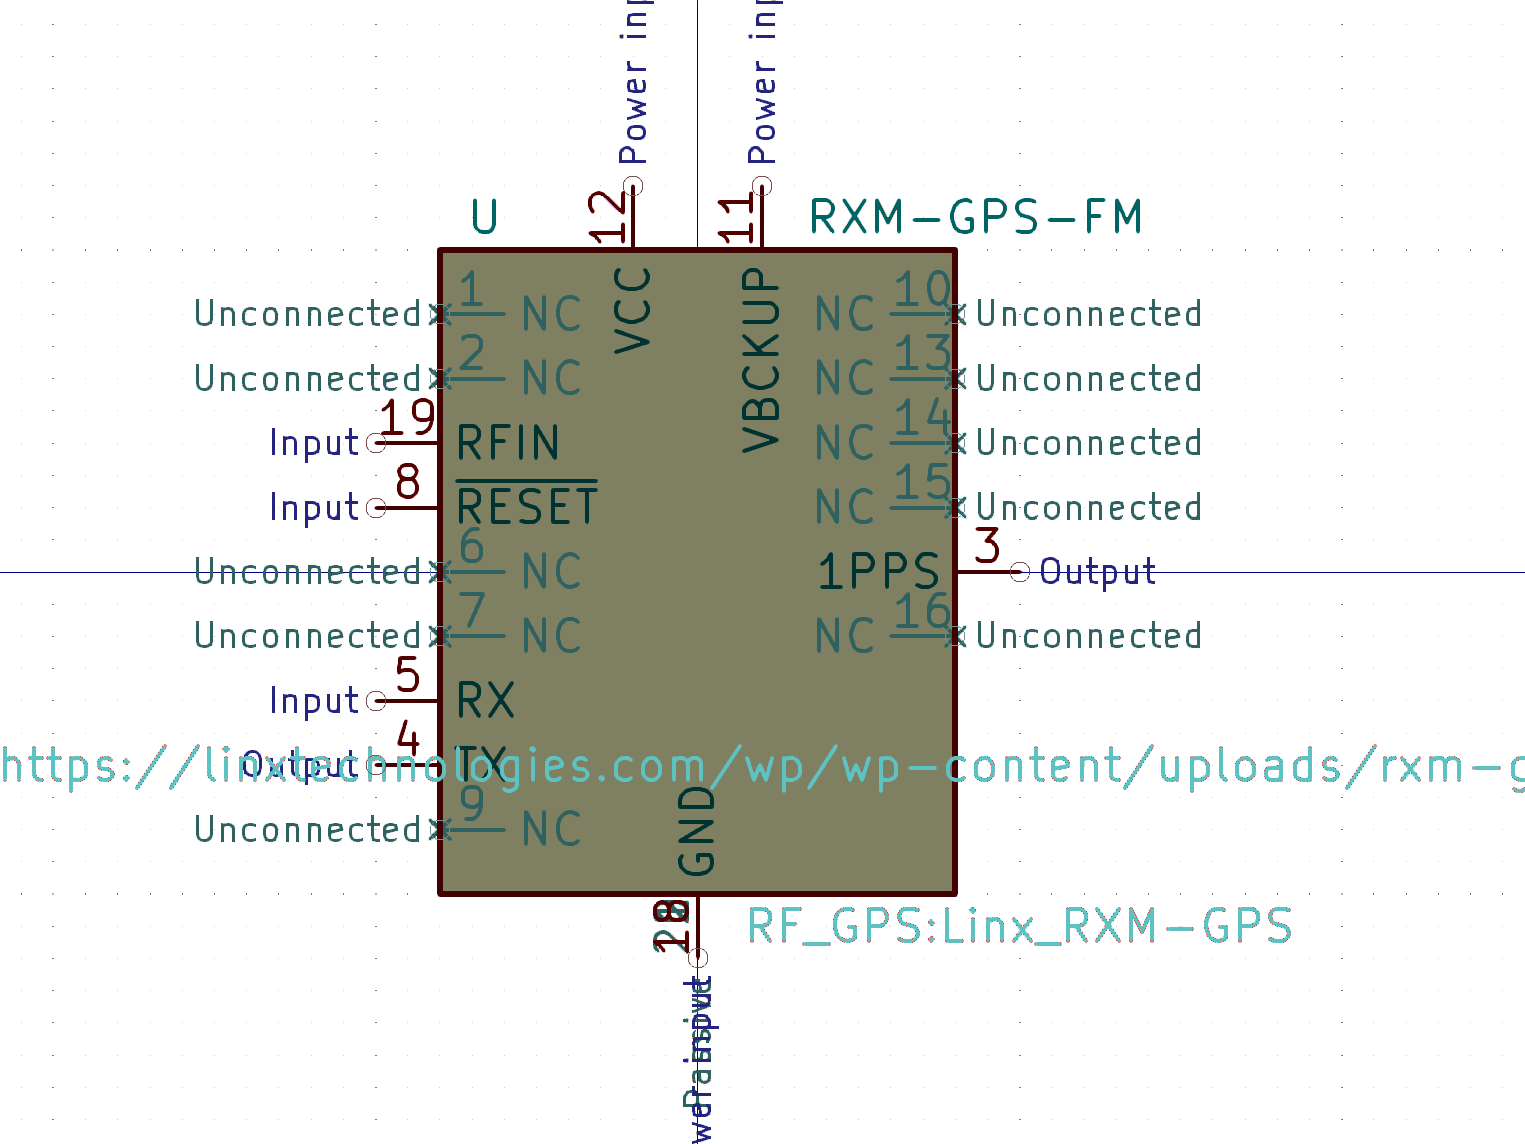 Power inp
Power inp
12
11
U
RXM-GPS-FM
VCC
VBCKUP
Unconnected 1 NC
NC 10 Unconnected
Unconnected 2 NC
NC 13 Unconnected
Input 19 RFIN
NC 14 Unconnected
Input 8 RESET
NC 15 Unconnected
Unconnected 6 NC
1PPS 3 Output
Unconnected 7 NC
NC 16 Unconnected
Input 5 RX
Output 4 TX
https://linxtechnologies.com/wp/wp-content/uploads/rxm-g
Unconnected 9 NC
GND
18
RF_GPS:Linx_RXM-GPS
Passive
wer input